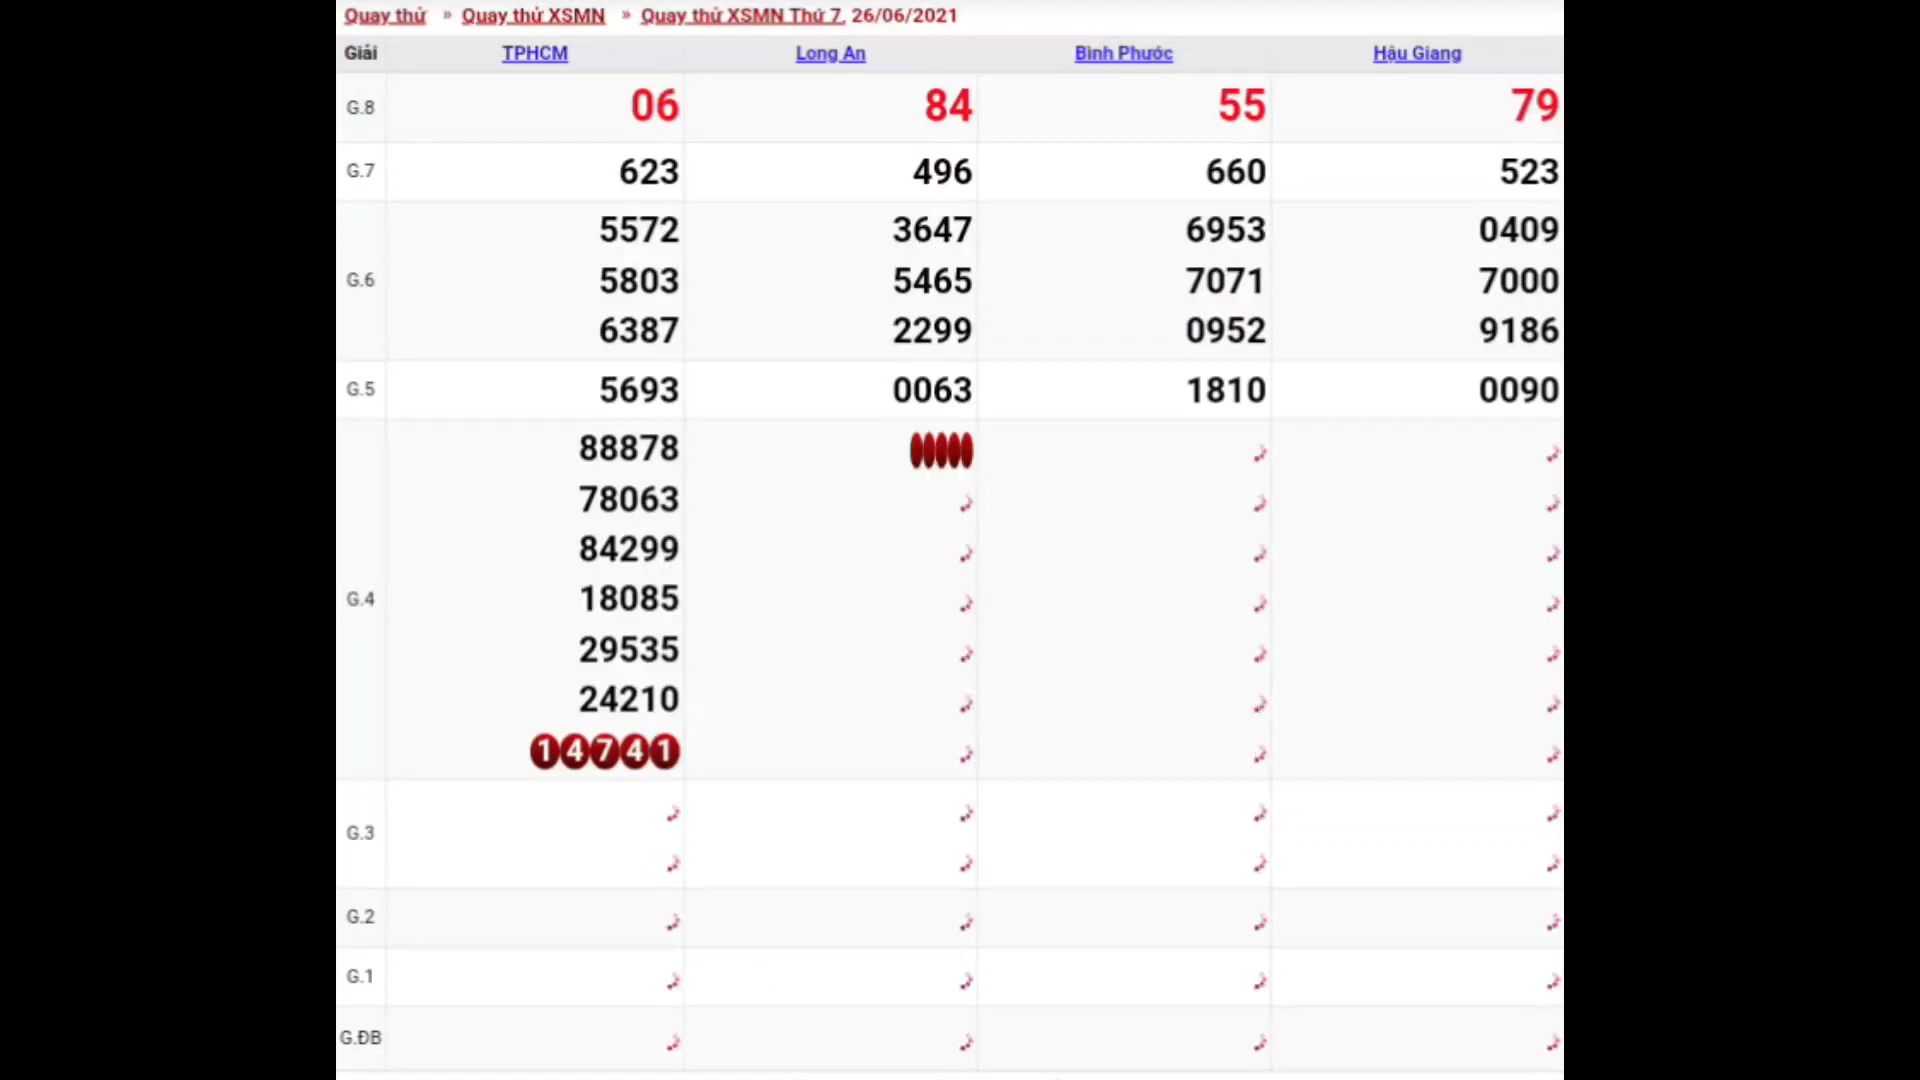 Quay thử » Quay thử XSMN » Quay thử XSMN Thứ 7, 26/06/2021
Giải TPHCM Long An Bình Phước Hậu Giang
G.8 06 84 55 79
G.7 623 496 660 523
5572 3647 6953 0409
G.6 5803 5465 7071 7000
6387 2299 0952 9186
G.5 5693 0063 1810 0090
88878
78063
84299
G.4 18085
29535
24210
14741
G.3
G.2
G.1
G.ĐB